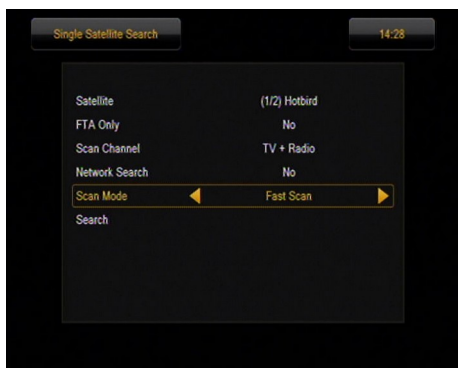 Single Satellite Search 14:28
Satellite (1/2) Hotbird
FTA Only No
Scan Channel TV + Radio
Network Search No
Scan Mode Fast Scan
Search